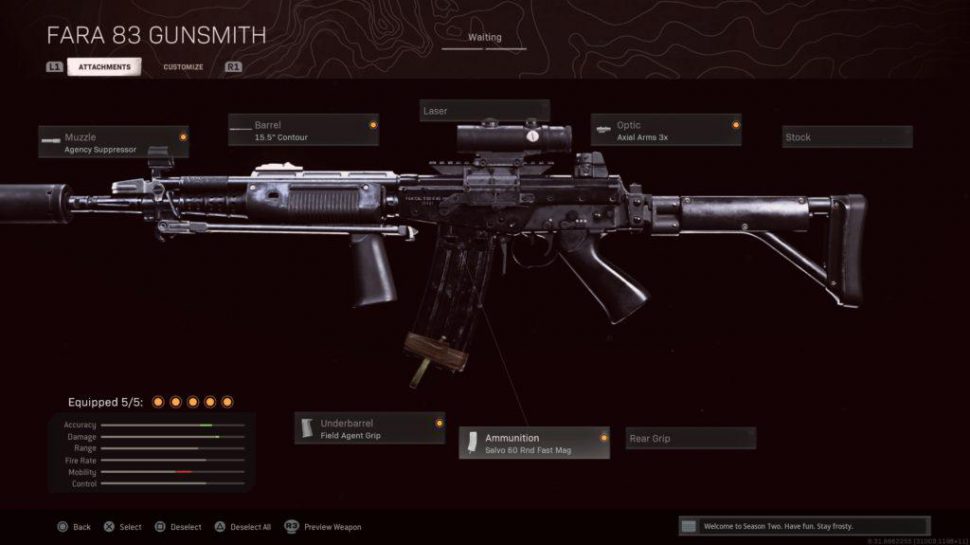 FARA 83 GUNSMITH
Waiting
L1 ATTACHMENTS CUSTOMIZE R1
Muzzle
Agency Suppressor
Barrel
15.5" Contour
Laser
Optic
Axial Arms 3x
Stock
Equipped 5/5:
Accuracy
Damage
Range
Fire Rate
Mobility
Control
Underbarrel
Field Agent Grip
Ammunition
Salvo 60 Rnd Fast Mag
Rear Grip
Back Select Deselect Deselect All R3 Preview Weapon
Welcome to Season Two. Have fun. Stay frosty.